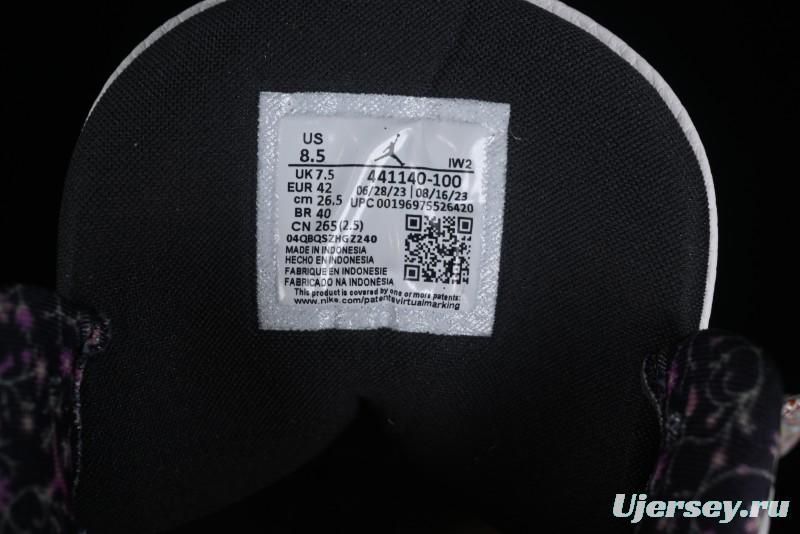 US
8.5 IW2
UK 7.5 441140-100
EUR 42 06/28/23 | 08/16/23
cm 26.5 UPC 00196975526420
BR 40
CN 265(2.5)
04QBQSZHGZ240
MADE IN INDONESIA
HECHO EN INDONESIA
FABRIQUE EN INDONESIE
FABRICADO NA INDONESIA
This product is covered by one or more patents:
www.nike.com/patentsvirtualmarking
Ujersey.ru